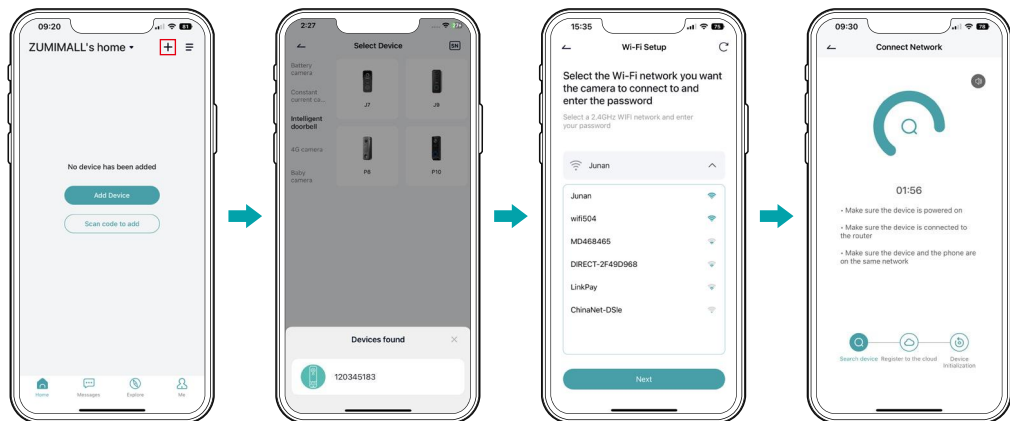 09:20
81
ZUMIMALL's home
No device has been added
Add Device
Scan code to add
Home
Messages
Explore
Me
2:27
Select Device
SN
Battery
camera
Constant
current ca...
Intelligent
doorbell
4G camera
Baby
camera
J7
J9
P8
P10
Devices found
120345183
15:35
75
Wi-Fi Setup
Select the Wi-Fi network you want
the camera to connect to and
enter the password
Select a 2.4GHz WIFI network and enter
your password
Junan
Junan
wifi504
MD468465
DIRECT-2F49D968
LinkPay
ChinaNet-DSle
Next
09:30
78
Connect Network
01:56
• Make sure the device is powered on
• Make sure the device is connected to
the router
• Make sure the device and the phone are
on the same network
Search device
Register to the cloud
Device
Initialization